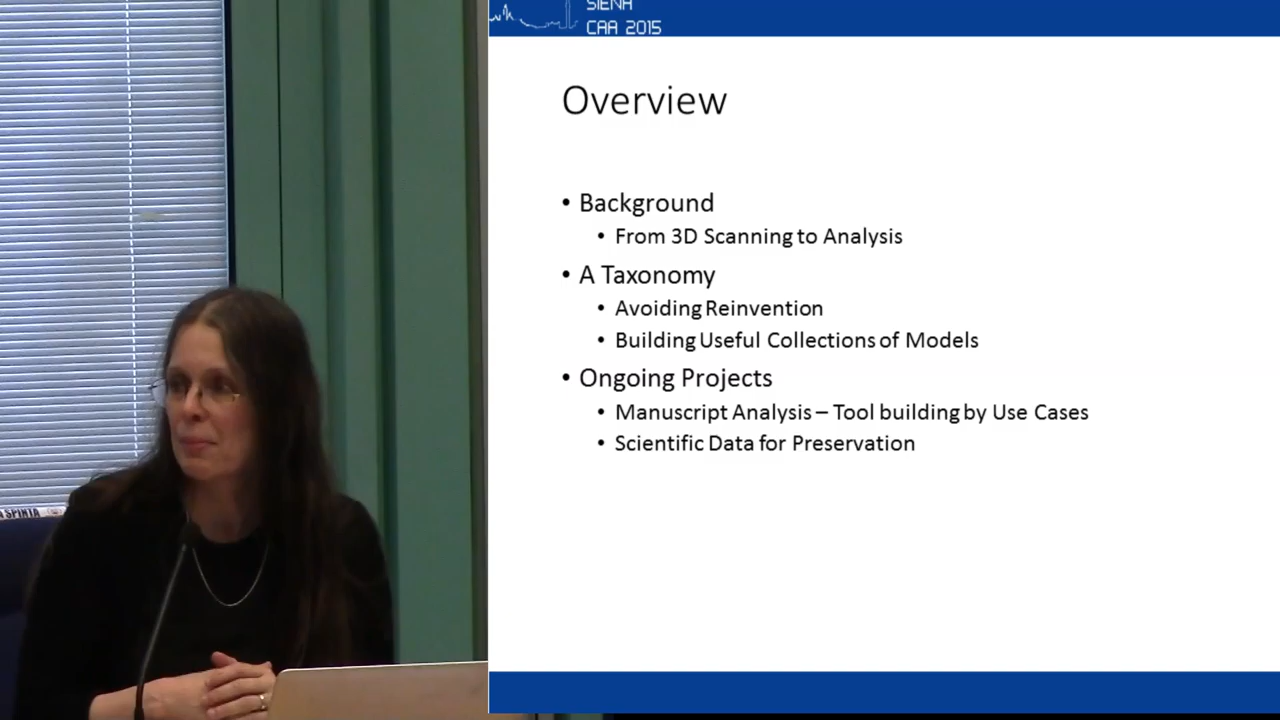 SIENA
CAA 2015
Overview
• Background
• From 3D Scanning to Analysis
• A Taxonomy
• Avoiding Reinvention
• Building Useful Collections of Models
• Ongoing Projects
• Manuscript Analysis – Tool building by Use Cases
• Scientific Data for Preservation